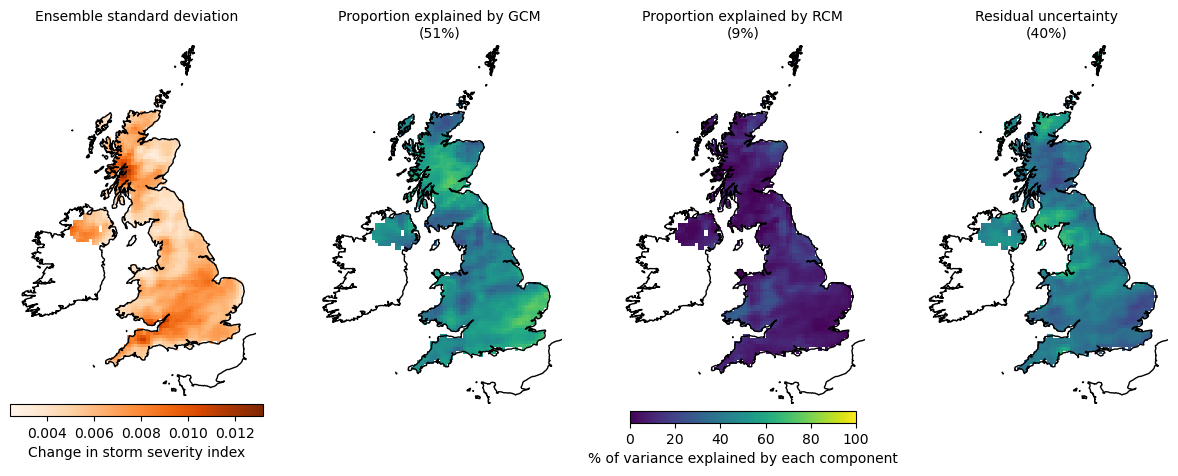 Ensemble standard deviation
Proportion explained by GCM
(51%)
Proportion explained by RCM
(9%)
Residual uncertainty
(40%)
0.004 0.006 0.008 0.010 0.012
Change in storm severity index
0 20 40 60 80 100
% of variance explained by each component